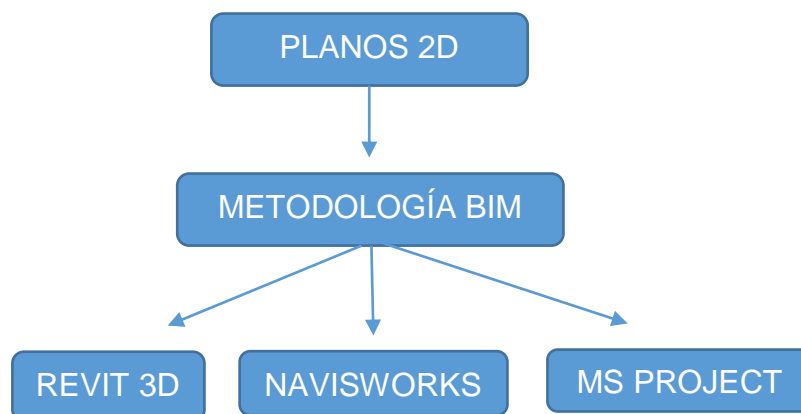 PLANOS 2D
METODOLOGÍA BIM
REVIT 3D
NAVISWORKS
MS PROJECT